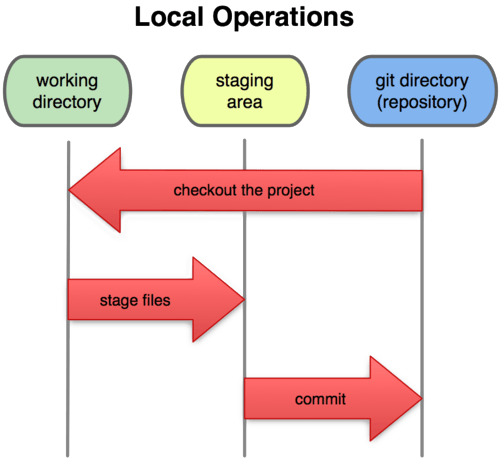 Local Operations
working
directory
staging
area
git directory
(repository)
checkout the project
stage files
commit